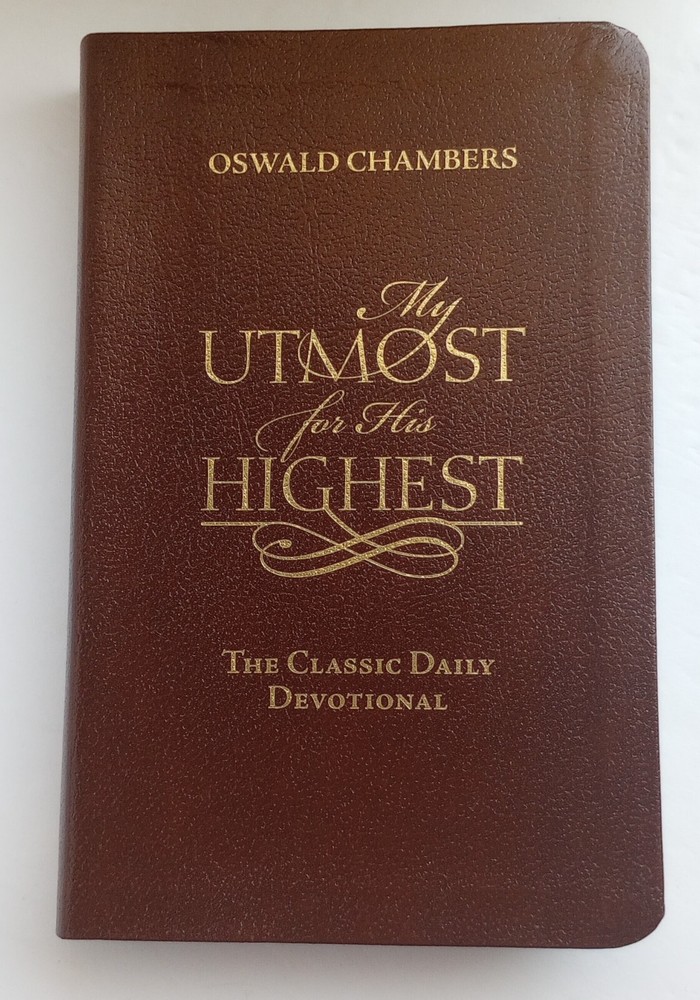 OSWALD CHAMBERS
My
UTMOST
for His
HIGHEST
THE CLASSIC DAILY
DEVOTIONAL